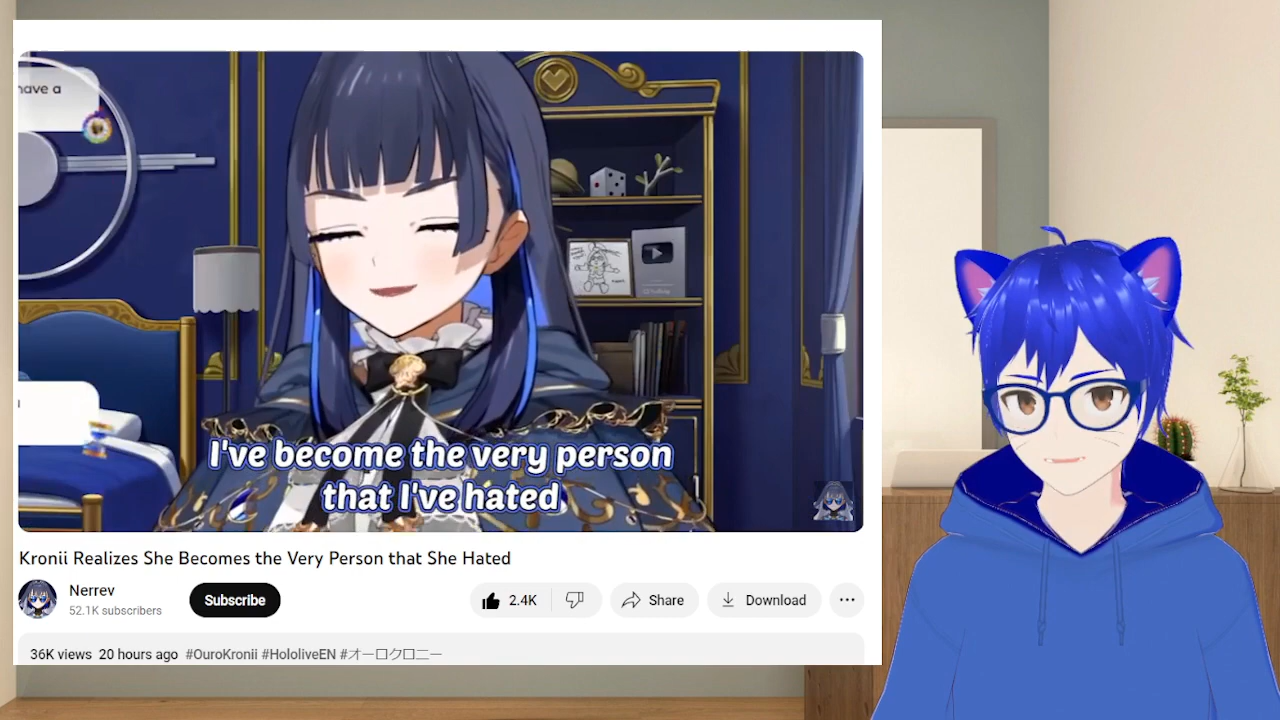 have a
I've become the very person
that I've hated
Kronii Realizes She Becomes the Very Person that She Hated
Nerrev
52.1K subscribers
Subscribe
2.4K
Share
Download
36K views 20 hours ago #OuroKronii #HololiveEN #オーロクロニー